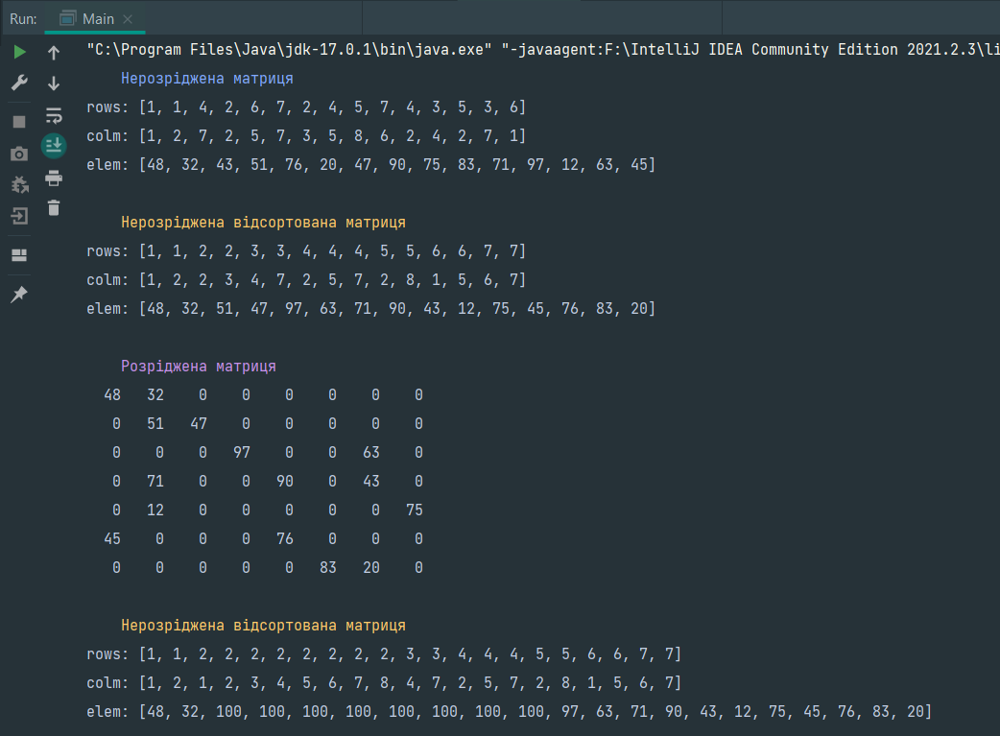 Run: Main
"C:\Program Files\Java\jdk-17.0.1\bin\java.exe" "-javaagent:F:\IntelliJ IDEA Community Edition 2021.2.3\li
Нерозріджена матриця
rows: [1, 1, 4, 2, 6, 7, 2, 4, 5, 7, 4, 3, 5, 3, 6]
colm: [1, 2, 7, 2, 5, 7, 3, 5, 8, 6, 2, 4, 2, 7, 1]
elem: [48, 32, 43, 51, 76, 20, 47, 90, 75, 83, 71, 97, 12, 63, 45]
Нерозріджена відсортована матриця
rows: [1, 1, 2, 2, 3, 3, 4, 4, 4, 5, 5, 6, 6, 7, 7]
colm: [1, 2, 2, 3, 4, 7, 2, 5, 7, 2, 8, 1, 5, 6, 7]
elem: [48, 32, 51, 47, 97, 63, 71, 90, 43, 12, 75, 45, 76, 83, 20]
Розріджена матриця
48 32 0 0 0 0 0 0
0 51 47 0 0 0 0 0
0 0 0 97 0 0 63 0
0 71 0 0 90 0 43 0
0 12 0 0 0 0 0 75
45 0 0 0 76 0 0 0
0 0 0 0 0 83 20 0
Нерозріджена відсортована матриця
rows: [1, 1, 2, 2, 2, 2, 2, 2, 2, 2, 3, 3, 4, 4, 4, 5, 5, 6, 6, 7, 7]
colm: [1, 2, 1, 2, 3, 4, 5, 6, 7, 8, 4, 7, 2, 5, 7, 2, 8, 1, 5, 6, 7]
elem: [48, 32, 100, 100, 100, 100, 100, 100, 100, 100, 97, 63, 71, 90, 43, 12, 75, 45, 76, 83, 20]